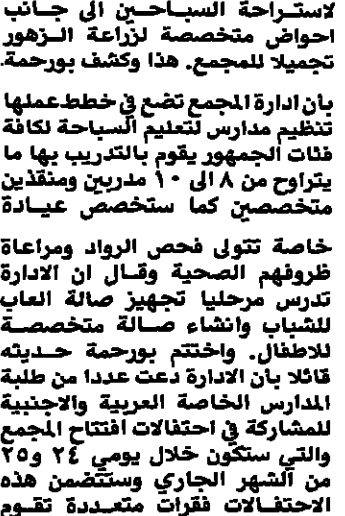 لاستراحة السباحين الى جانب
احواض متخصصة لزراعة الزهور
تجميلا للمجمع. هذا وكشف بورحمة.
بأن ادارة المجمع تضع في خطط عملها
تنظيم مدارس لتعليم السباحة لكافة
فئات الجمهور يقوم بالتدريب بها ما
يتراوح من ٨ الى ١٠ مدربين ومنقذين
متخصصين كما ستخصص عيادة
خاصة تتولى فحص الرواد ومراعاة
ظروفهم الصحية وقال ان الادارة
تدرس مرحليا تجهيز صالة العاب
للشباب وانشاء صالة متخصصة
للاطفال. واختتم بورحمة حديثه
قائلا بأن الادارة دعت عددا من طلبة
المدارس الخاصة العربية والاجنبية
للمشاركة في احتفالات افتتاح المجمع
والتي ستكون خلال يومي ٢٤ و٢٥
من الشهر الجاري وستتضمن هذه
الاحتفالات فقرات متعددة تقوم